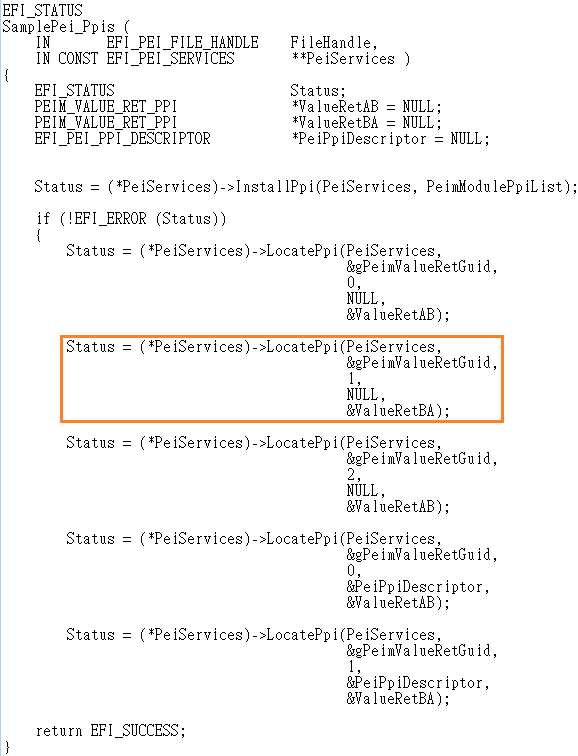 EFI_STATUS
SamplePei_Ppis (
    IN       EFI_PEI_FILE_HANDLE    FileHandle,
    IN CONST EFI_PEI_SERVICES       **PeiServices )
{
    EFI_STATUS                      Status;
    PEIM_VALUE_RET_PPI              *ValueRetAB = NULL;
    PEIM_VALUE_RET_PPI              *ValueRetBA = NULL;
    EFI_PEI_PPI_DESCRIPTOR          *PeiPpiDescriptor = NULL;

    Status = (*PeiServices)->InstallPpi(PeiServices, PeimModulePpiList);

    if (!EFI_ERROR (Status))
    {
        Status = (*PeiServices)->LocatePpi(PeiServices,
                                           &gPeimValueRetGuid,
                                           0,
                                           NULL,
                                           &ValueRetAB);

        Status = (*PeiServices)->LocatePpi(PeiServices,
                                           &gPeimValueRetGuid,
                                           1,
                                           NULL,
                                           &ValueRetBA);

        Status = (*PeiServices)->LocatePpi(PeiServices,
                                           &gPeimValueRetGuid,
                                           2,
                                           NULL,
                                           &ValueRetAB);

        Status = (*PeiServices)->LocatePpi(PeiServices,
                                           &gPeimValueRetGuid,
                                           0,
                                           &PeiPpiDescriptor,
                                           &ValueRetAB);

        Status = (*PeiServices)->LocatePpi(PeiServices,
                                           &gPeimValueRetGuid,
                                           1,
                                           &PeiPpiDescriptor,
                                           &ValueRetBA);

    return EFI_SUCCESS;
}